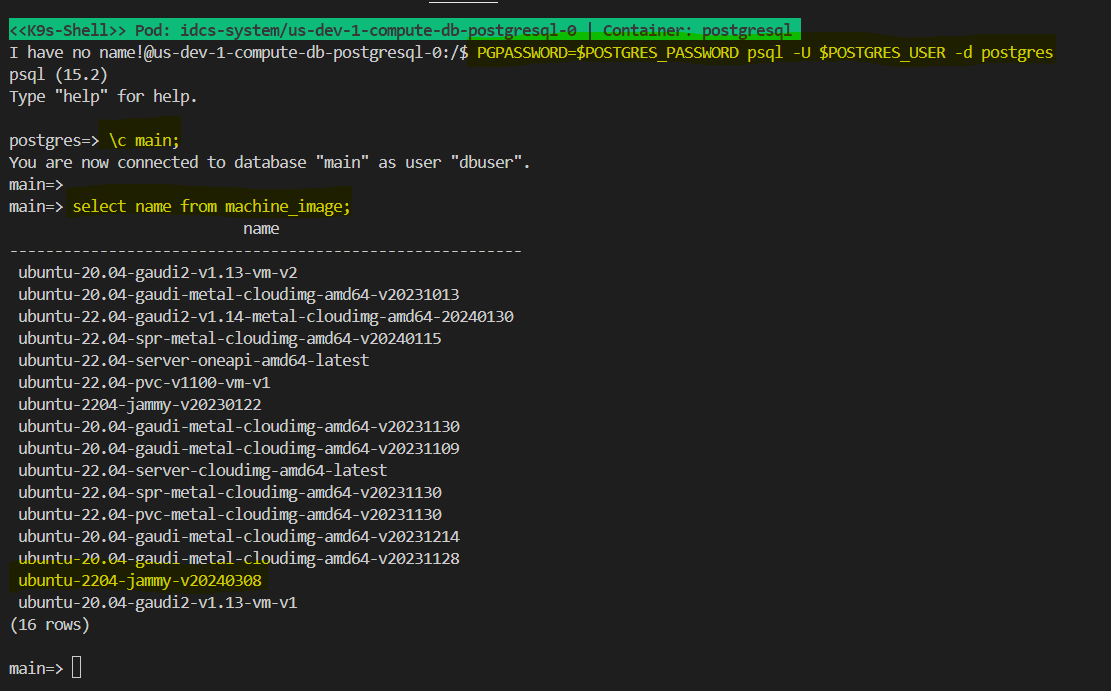 <<K9s-Shell>> Pod: idcs-system/us-dev-1-compute-db-postgresql-0 | Container: postgresql
I have no name!@us-dev-1-compute-db-postgresql-0:/$ PGPASSWORD=$POSTGRES_PASSWORD psql -U $POSTGRES_USER -d postgres
psql (15.2)
Type "help" for help.
postgres=> \c main;
You are now connected to database "main" as user "dbuser".
main=>
main=> select name from machine_image;
name
---------------------------------------------------------
ubuntu-20.04-gaudi2-v1.13-vm-v2
ubuntu-20.04-gaudi-metal-cloudimg-amd64-v20231013
ubuntu-22.04-gaudi2-v1.14-metal-cloudimg-amd64-20240130
ubuntu-22.04-spr-metal-cloudimg-amd64-v20240115
ubuntu-22.04-server-oneapi-amd64-latest
ubuntu-22.04-pvc-v1100-vm-v1
ubuntu-2204-jammy-v20230122
ubuntu-20.04-gaudi-metal-cloudimg-amd64-v20231130
ubuntu-20.04-gaudi-metal-cloudimg-amd64-v20231109
ubuntu-22.04-server-cloudimg-amd64-latest
ubuntu-22.04-spr-metal-cloudimg-amd64-v20231130
ubuntu-22.04-pvc-metal-cloudimg-amd64-v20231130
ubuntu-20.04-gaudi-metal-cloudimg-amd64-v20231214
ubuntu-20.04-gaudi-metal-cloudimg-amd64-v20231128
ubuntu-2204-jammy-v20240308
ubuntu-20.04-gaudi2-v1.13-vm-v1
(16 rows)
main=>